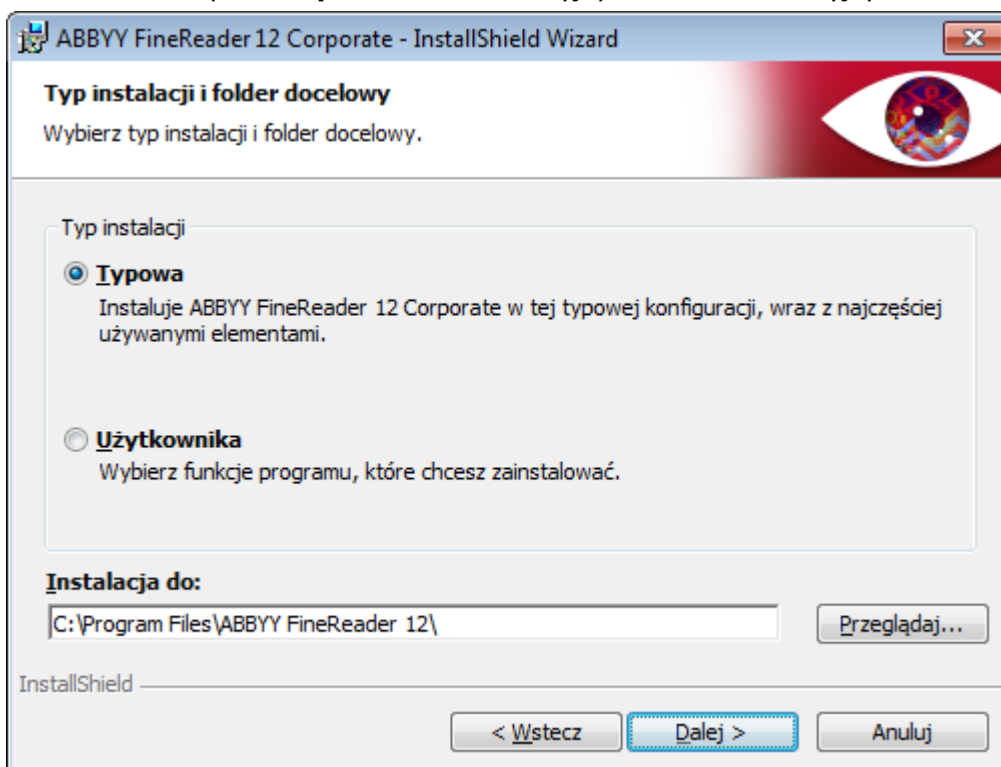 ABBYY FineReader 12 Corporate - InstallShield Wizard
Typ instalacji i folder docelowy
Wybierz typ instalacji i folder docelowy.
Typ instalacji
Typowa
Instaluje ABBYY FineReader 12 Corporate w tej typowej konfiguracji, wraz z najczęściej
używanymi elementami.
Użytkownika
Wybierz funkcje programu, które chcesz zainstalować.
Instalacja do:
C:\Program Files\ABBYY FineReader 12\
Przeglądaj...
InstallShield
< Wstecz
Dalej >
Anuluj